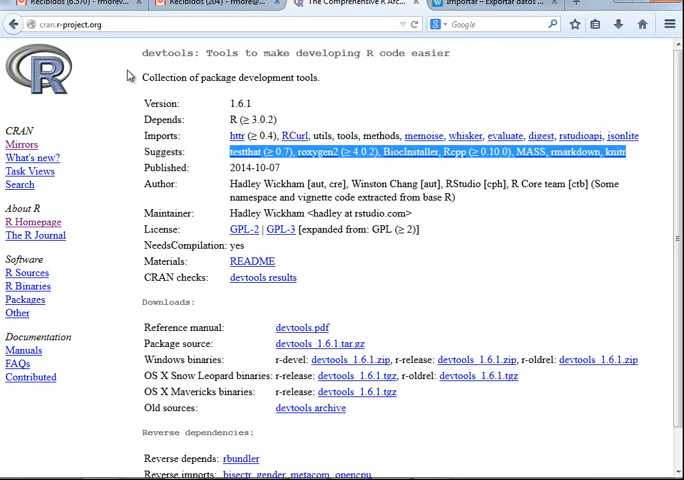 Recibidos (6.370) - rmorev...
Recibidos (204) - rmore@...
The Comprehensive R Arc...
Importar – Exportar datos ...
cran.r-project.org
Google
devtools: Tools to make developing R code easier
Collection of package development tools.
Version: 1.6.1
Depends: R (≥ 3.0.2)
Imports: httr (≥ 0.4), RCurl, utils, tools, methods, memoise, whisker, evaluate, digest, rstudioapi, jsonlite
Suggests: testthat (≥ 0.7), roxygen2 (≥ 4.0.2), BiocInstaller, Rcpp (≥ 0.10.0), MASS, rmarkdown, knitr
Published: 2014-10-07
Author: Hadley Wickham [aut, cre], Winston Chang [aut], RStudio [cph], R Core team [ctb] (Some
namespace and vignette code extracted from base R)
Maintainer: Hadley Wickham <hadley at rstudio.com>
License: GPL-2 | GPL-3 [expanded from: GPL (≥ 2)]
NeedsCompilation: yes
Materials: README
CRAN checks: devtools results
Downloads:
Reference manual: devtools.pdf
Package source: devtools_1.6.1.tar.gz
Windows binaries: r-devel: devtools_1.6.1.zip, r-release: devtools_1.6.1.zip, r-oldrel: devtools_1.6.1.zip
OS X Snow Leopard binaries: r-release: devtools_1.6.1.tgz, r-oldrel: devtools_1.6.1.tgz
OS X Mavericks binaries: r-release: devtools_1.6.1.tgz
Old sources: devtools archive
Reverse dependencies:
Reverse depends: rbundler
Reverse imports: bisectr, gender, metacom, opencpu
R
CRAN
Mirrors
What's new?
Task Views
Search
About R
R Homepage
The R Journal
Software
R Sources
R Binaries
Packages
Other
Documentation
Manuals
FAQs
Contributed